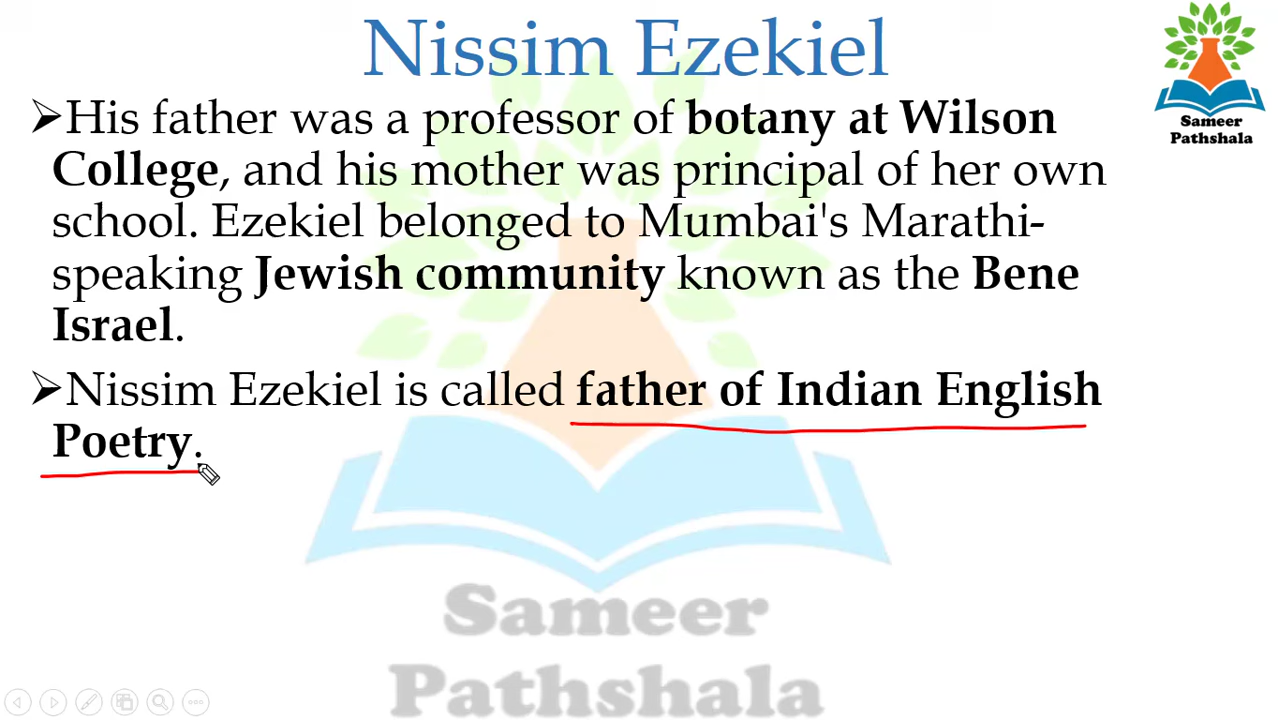 Nissim Ezekiel
Sameer
Pathshala
➢His father was a professor of botany at Wilson
College, and his mother was principal of her own
school. Ezekiel belonged to Mumbai's Marathi-
speaking Jewish community known as the Bene
Israel.
➢Nissim Ezekiel is called father of Indian English
Poetry.
Sameer
Pathshala